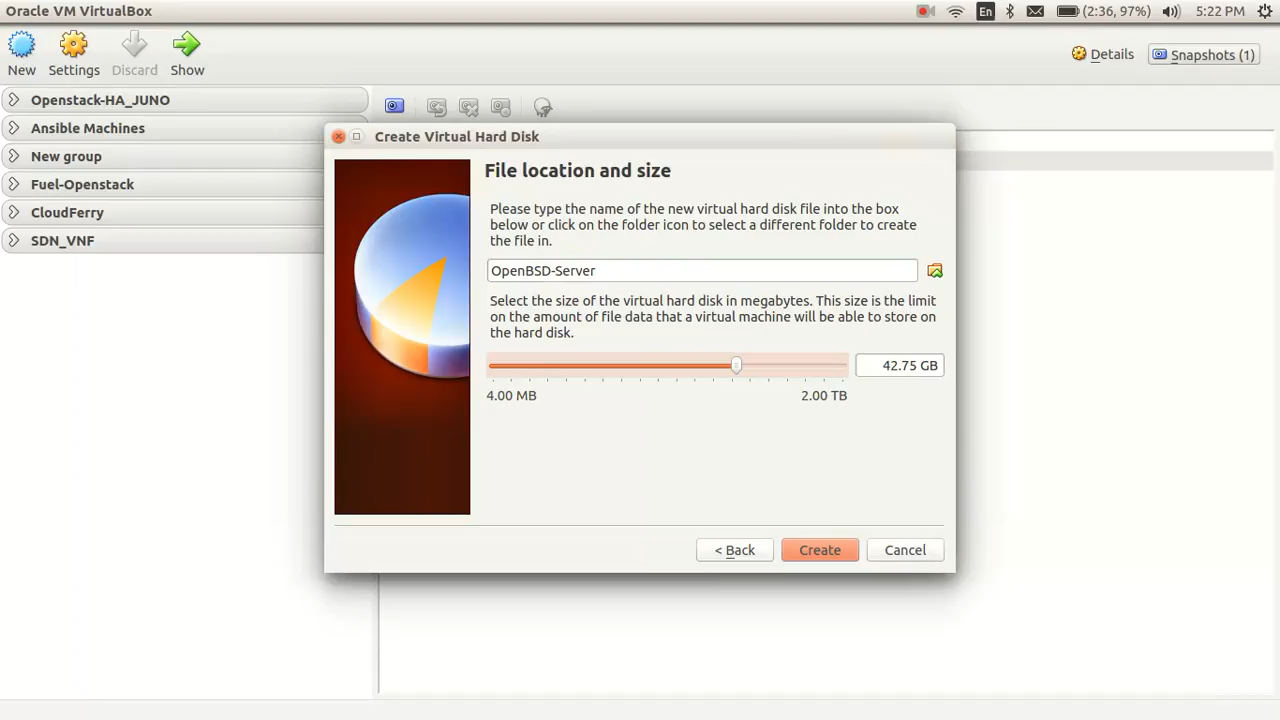 Oracle VM VirtualBox
En
(2:36, 97%)
5:22 PM
New
Settings
Discard
Show
Details
Snapshots (1)
Openstack-HA_JUNO
Ansible Machines
New group
Fuel-Openstack
CloudFerry
SDN_VNF
Create Virtual Hard Disk
File location and size
Please type the name of the new virtual hard disk file into the box
below or click on the folder icon to select a different folder to create
the file in.
OpenBSD-Server
Select the size of the virtual hard disk in megabytes. This size is the limit
on the amount of file data that a virtual machine will be able to store on
the hard disk.
42.75 GB
4.00 MB
2.00 TB
< Back
Create
Cancel